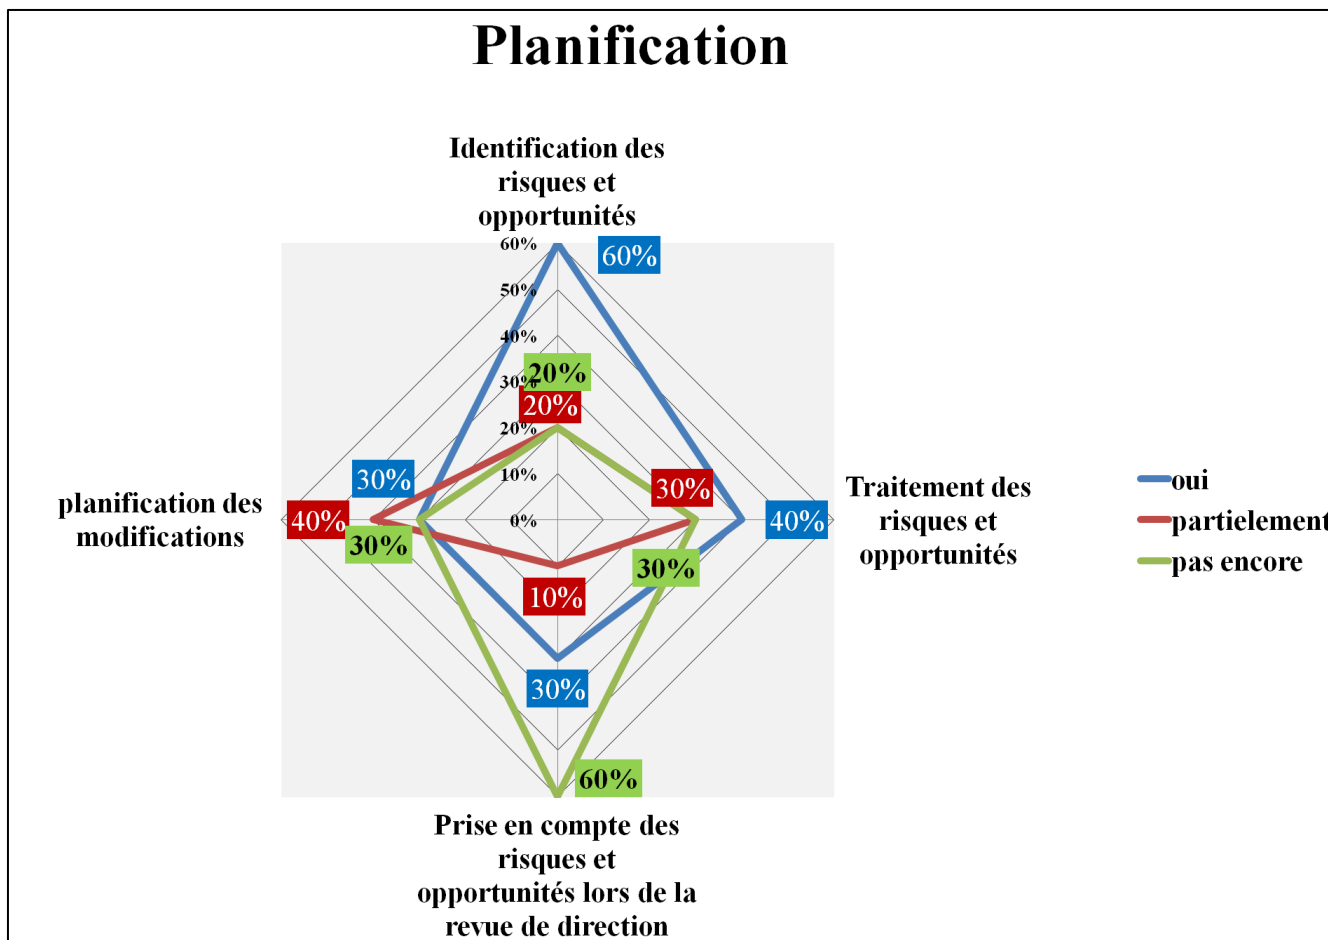 Planification
Identification des
risques et
opportunités
60%
60%
50%
40%
20%
30%
20%
20%
10%
0%
30%
30%
40%
30%
planification des
modifications
40%
30%
Traitement des
risques et
opportunités
10%
30%
60%
Prise en compte des
risques et
opportunités lors de la
revue de direction
oui
partielement
pas encore